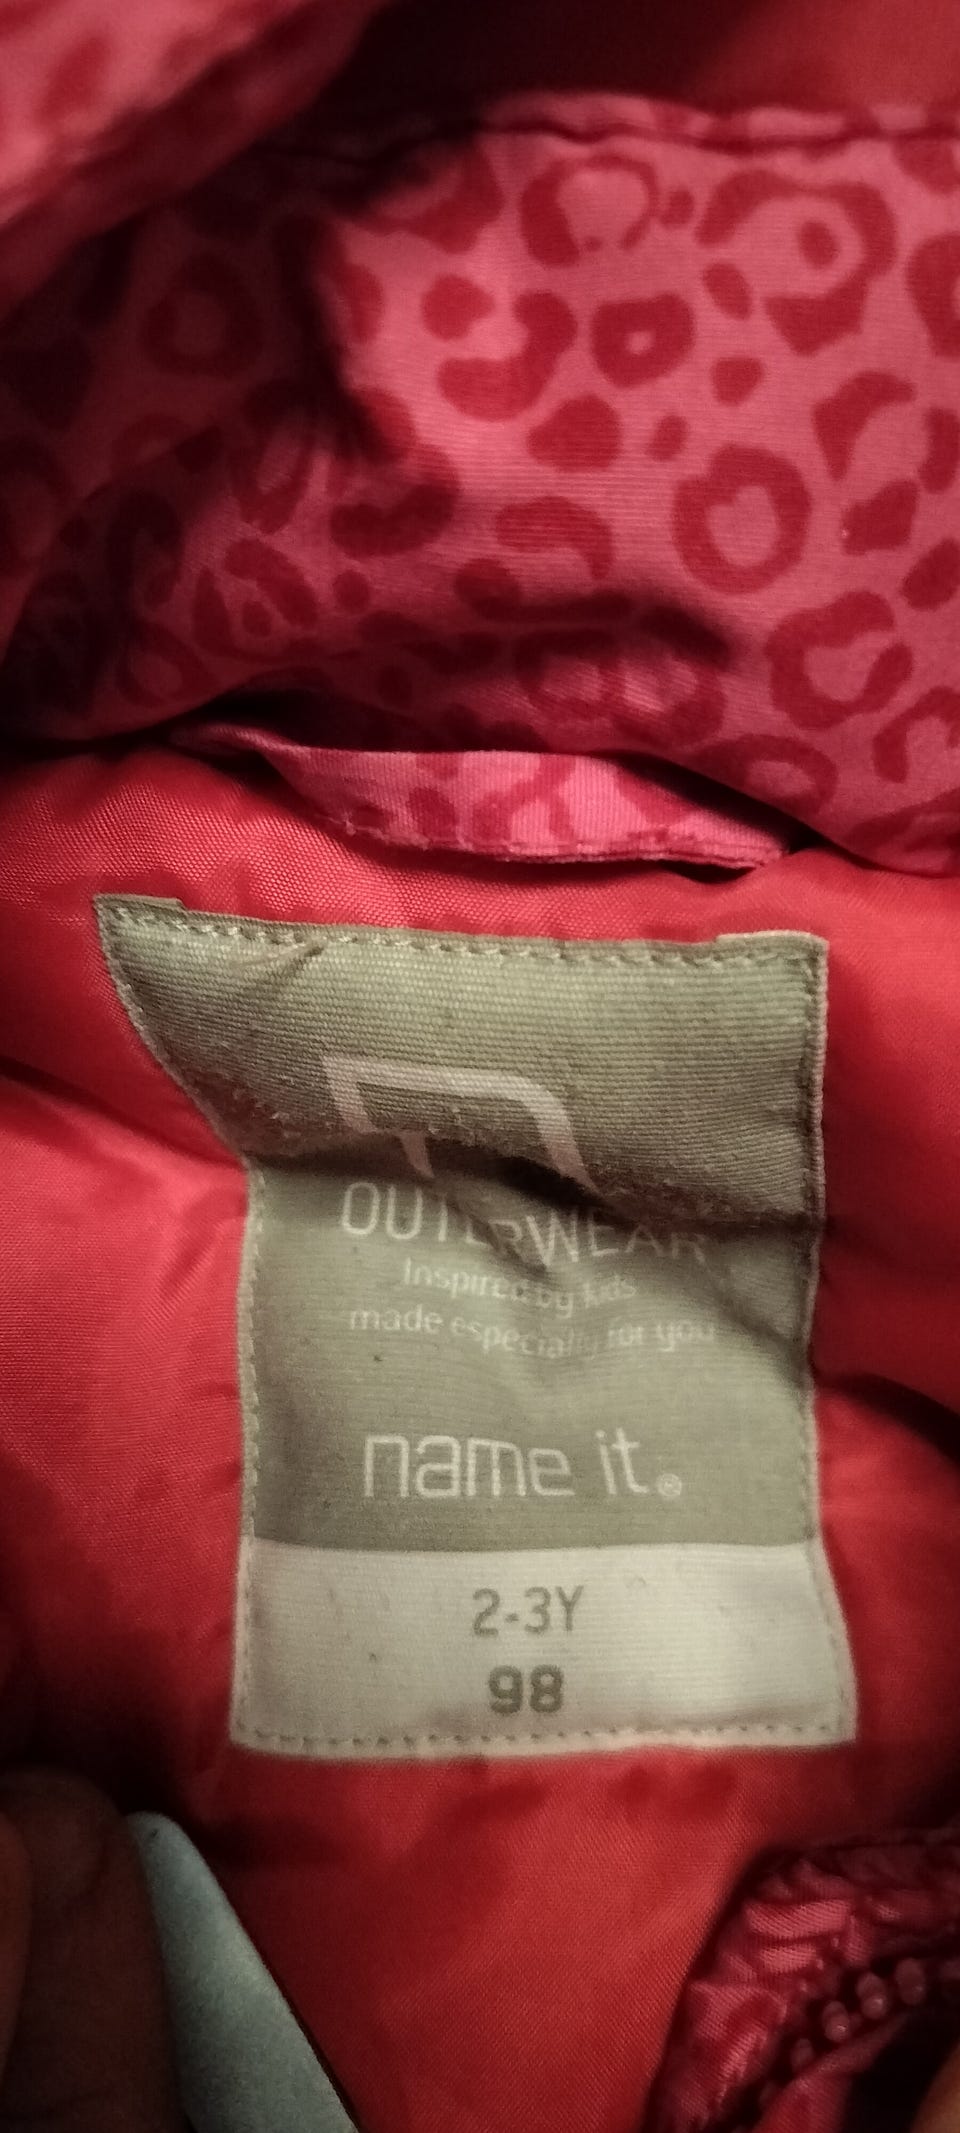 OUTERWEAR
Inspired by kids
made especially for you
name it.®
2-3Y
98